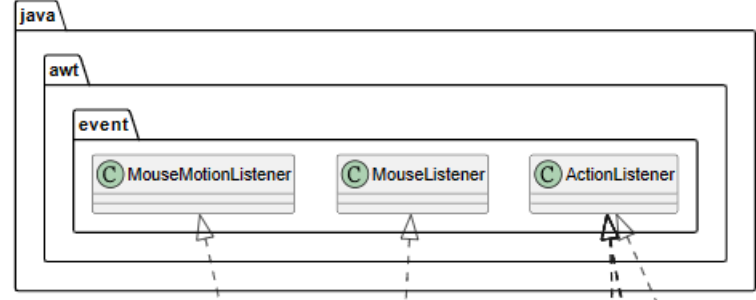 java
awt
event
C MouseMotionListener C MouseListener C ActionListener